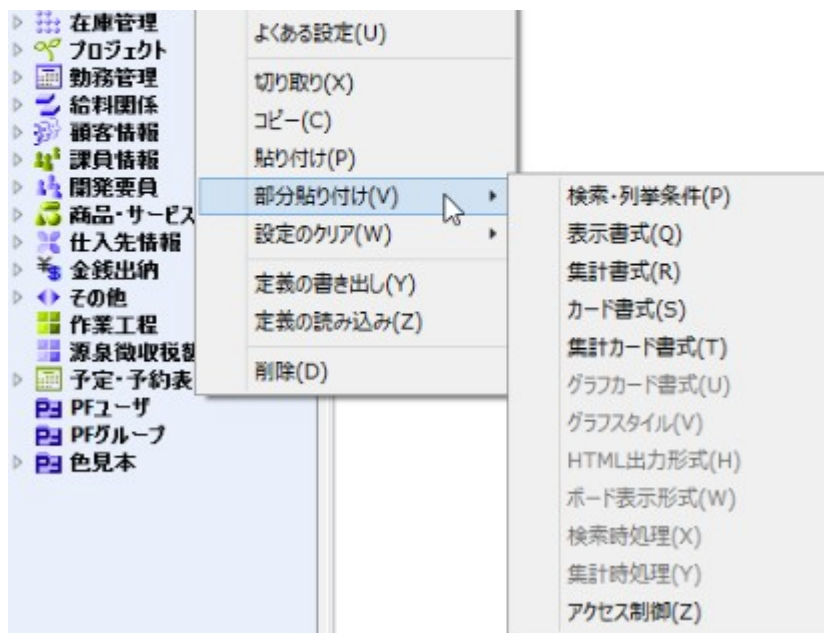 在庫管理
プロジェクト
勤務管理
給料関係
顧客情報
課員情報
開発要員
商品・サービス
仕入先情報
金銭出納
その他
作業工程
源泉徴収税
予定・予約表
PFユーザ
PFグループ
色見本
よくある設定(U)
切り取り(X)
コピー(C)
貼り付け(P)
部分貼り付け(V)
設定のクリア(W)
定義の書き出し(Y)
定義の読み込み(Z)
削除(D)
検索・列挙条件(P)
表示書式(Q)
集計書式(R)
カード書式(S)
集計カード書式(T)
グラフカード書式(U)
グラフスタイル(V)
HTML出力形式(H)
ボード表示形式(W)
検索時処理(X)
集計時処理(Y)
アクセス制御(Z)